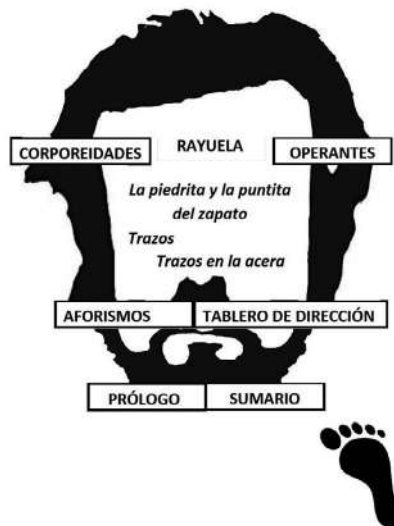 CORPOREIDADES RAYUELA OPERANTES
La piedrita y la puntita
del zapato
Trazos
Trazos en la acera
AFORISMOS TABLERO DE DIRECCIÓN
PRÓLOGO SUMARIO